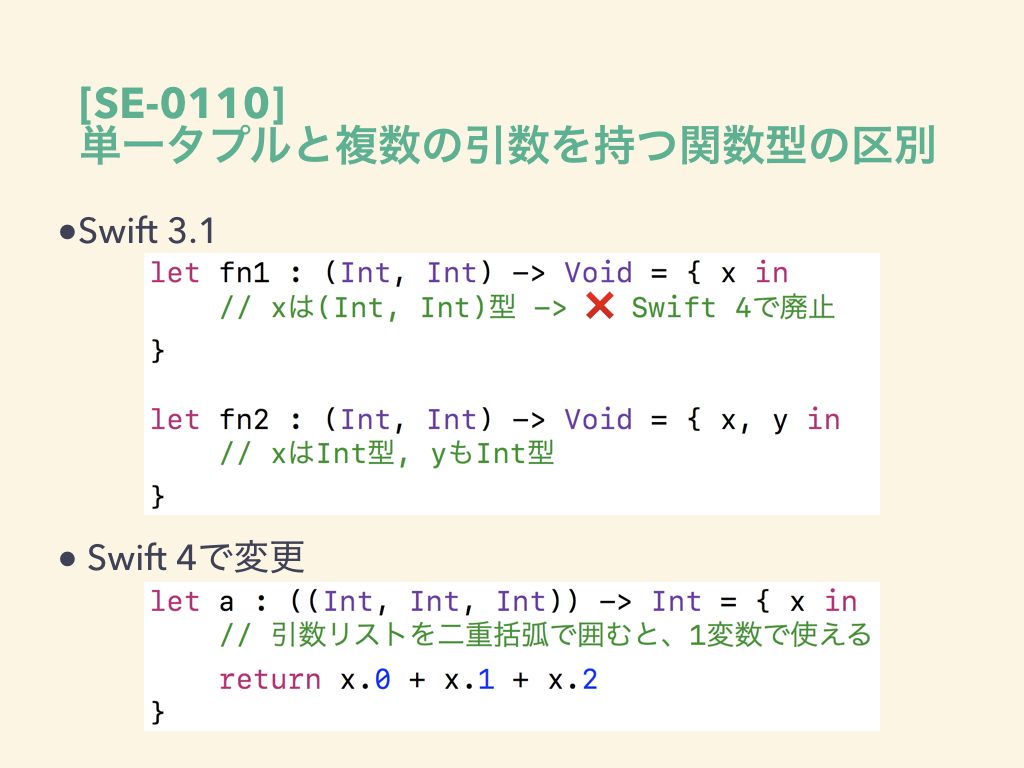 [SE-0110]
単一タプルと複数の引数を持つ関数型の区別
•Swift 3.1
let fn1 : (Int, Int) -> Void = { x in
    // xは(Int, Int)型 -> ❌ Swift 4で廃止
}
let fn2 : (Int, Int) -> Void = { x, y in
    // xはInt型, yもInt型
}
• Swift 4で変更
let a : ((Int, Int, Int)) -> Int = { x in
    // 引数リストを二重括弧で囲むと、1変数で使える
    return x.0 + x.1 + x.2
}